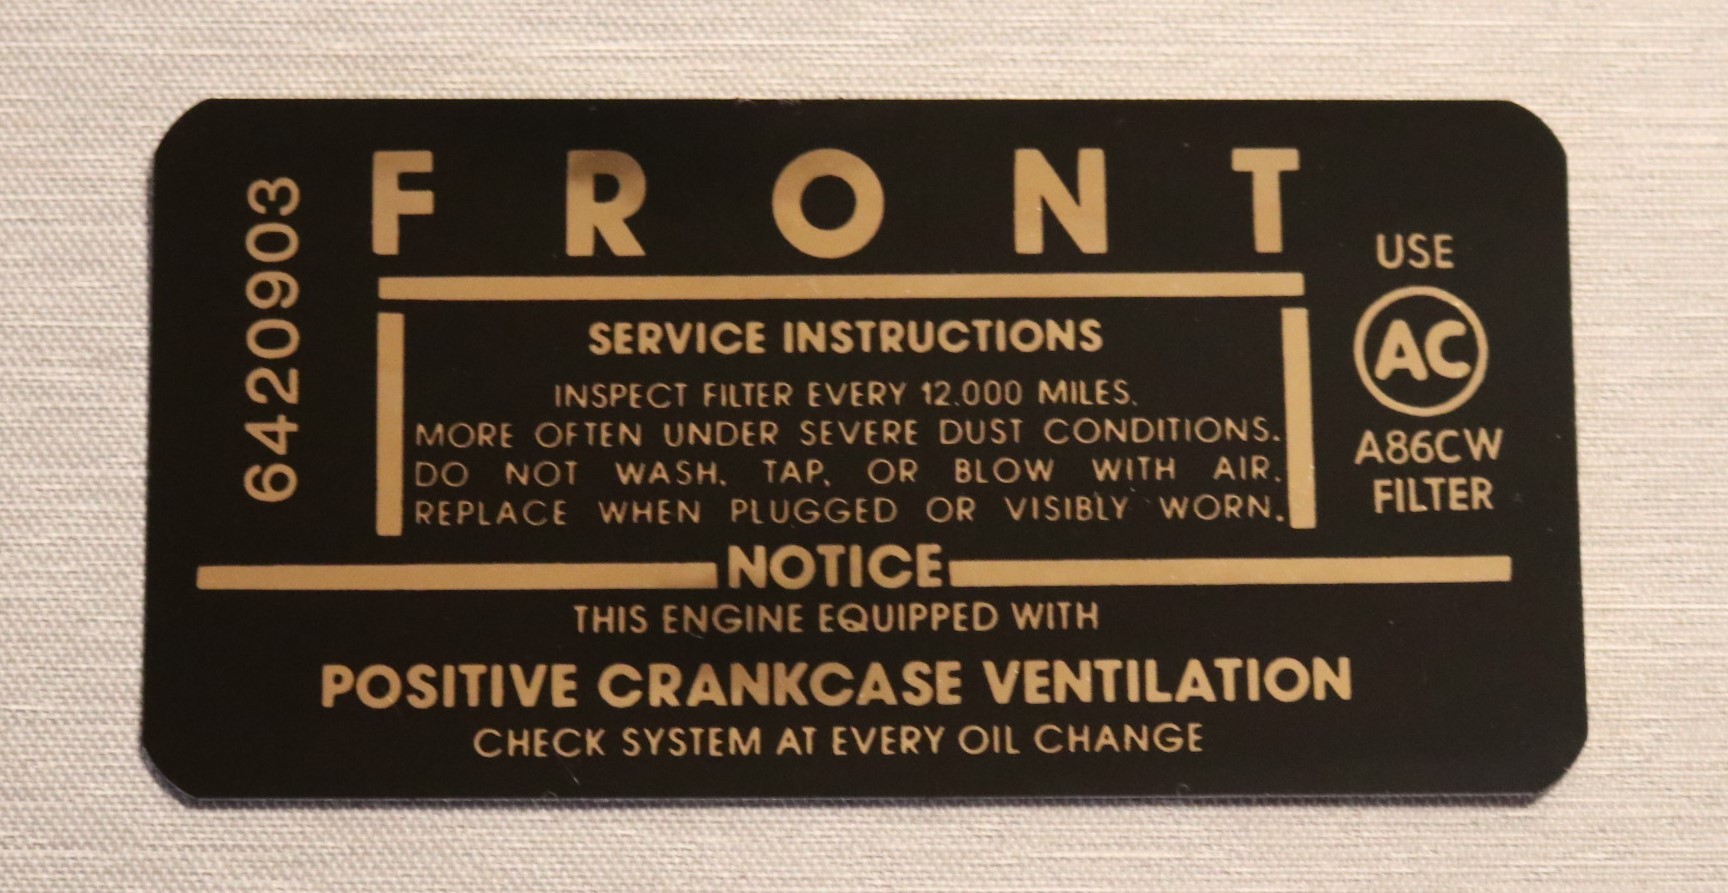 6420903
FRONT
USE
AC
A86CW
FILTER
SERVICE INSTRUCTIONS
INSPECT FILTER EVERY 12.000 MILES.
MORE OFTEN UNDER SEVERE DUST CONDITIONS.
DO NOT WASH. TAP. OR BLOW WITH AIR.
REPLACE WHEN PLUGGED OR VISIBLY WORN.
NOTICE
THIS ENGINE EQUIPPED WITH
POSITIVE CRANKCASE VENTILATION
CHECK SYSTEM AT EVERY OIL CHANGE